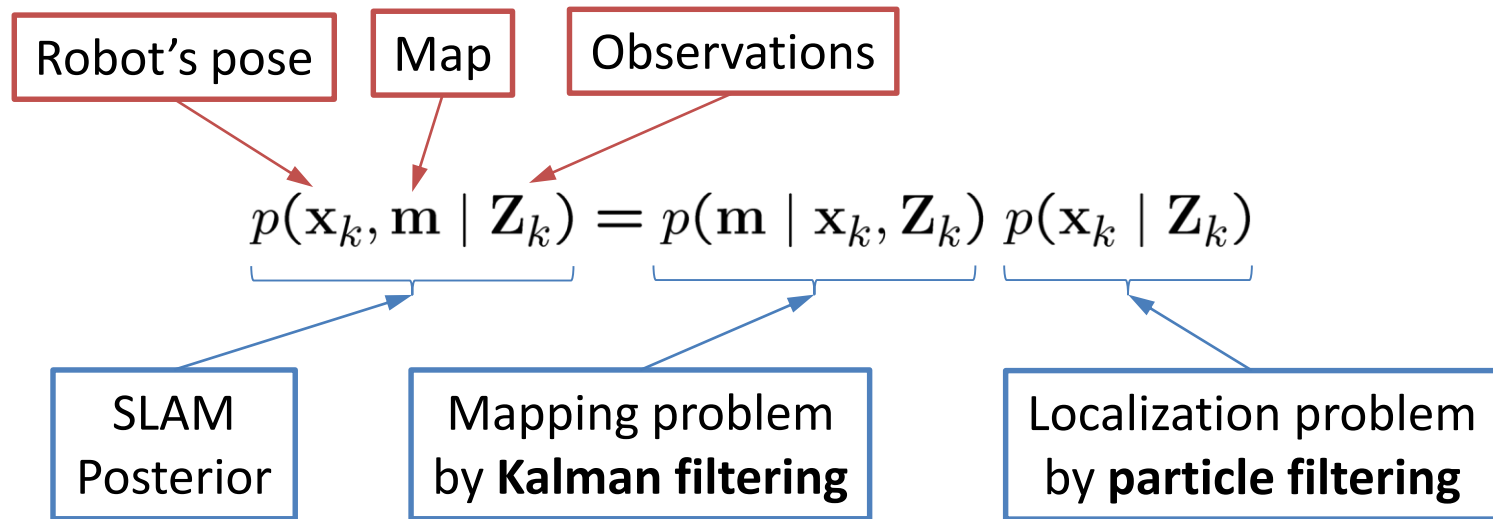 Robot’s pose
Map
Observations
p(x_k, m | Z_k) = p(m | x_k, Z_k) p(x_k | Z_k)
SLAM
Posterior
Mapping problem
by Kalman filtering
Localization problem
by particle filtering